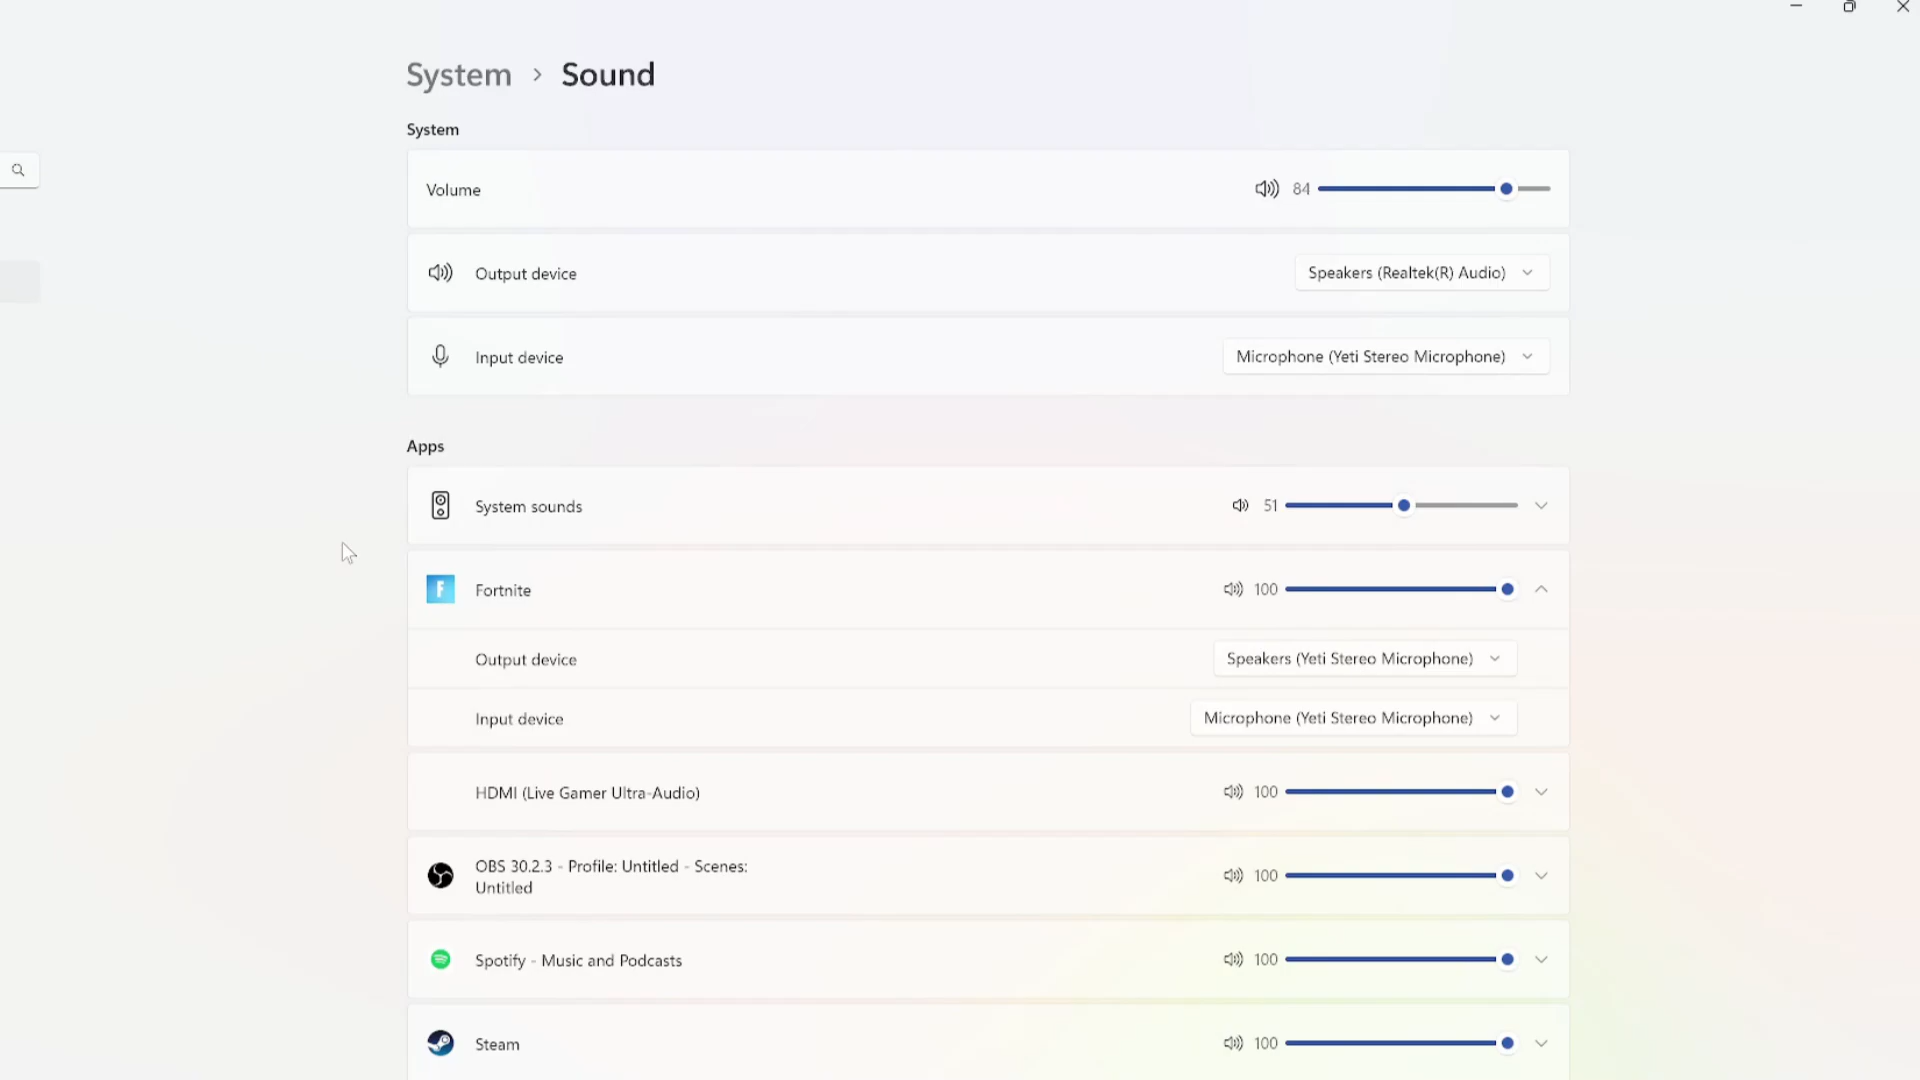 System > Sound
System
Volume 84
Output device Speakers (Realtek(R) Audio)
Input device Microphone (Yeti Stereo Microphone)
Apps
System sounds 51
F Fortnite 100
Output device Speakers (Yeti Stereo Microphone)
Input device Microphone (Yeti Stereo Microphone)
HDMI (Live Gamer Ultra-Audio) 100
OBS 30.2.3 - Profile: Untitled - Scenes:
Untitled 100
Spotify - Music and Podcasts 100
Steam 100